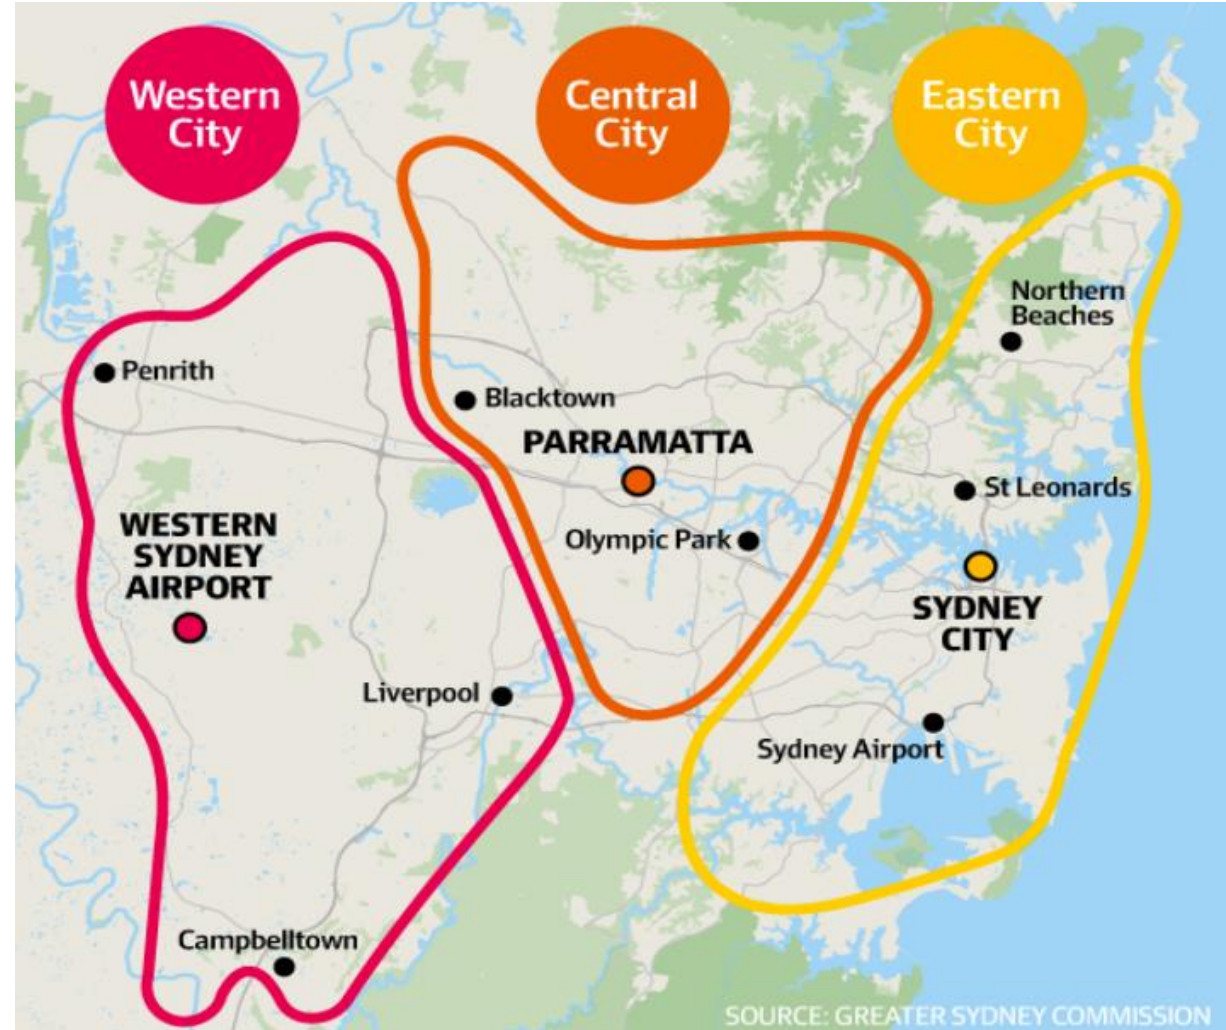 Western
City
Central
City
Eastern
City
Northern
Beaches
Penrith
Blacktown
PARRAMATTA
St Leonards
WESTERN
SYDNEY
AIRPORT
Olympic Park
SYDNEY
CITY
Liverpool
Sydney Airport
Campbelltown
SOURCE: GREATER SYDNEY COMMISSION